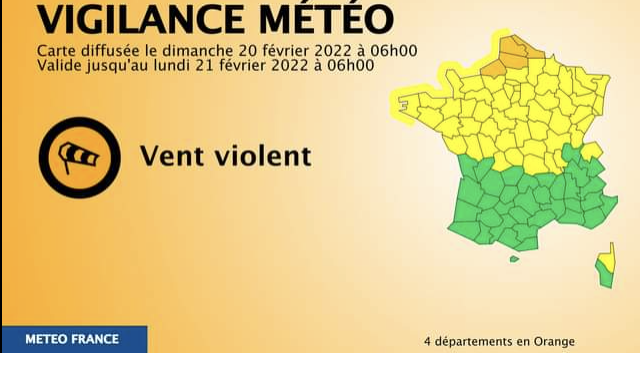 VIGILANCE MÉTÉO
Carte diffusée le dimanche 20 février 2022 à 06h00
Valide jusqu'au lundi 21 février 2022 à 06h00
Vent violent
METEO FRANCE
4 départements en Orange